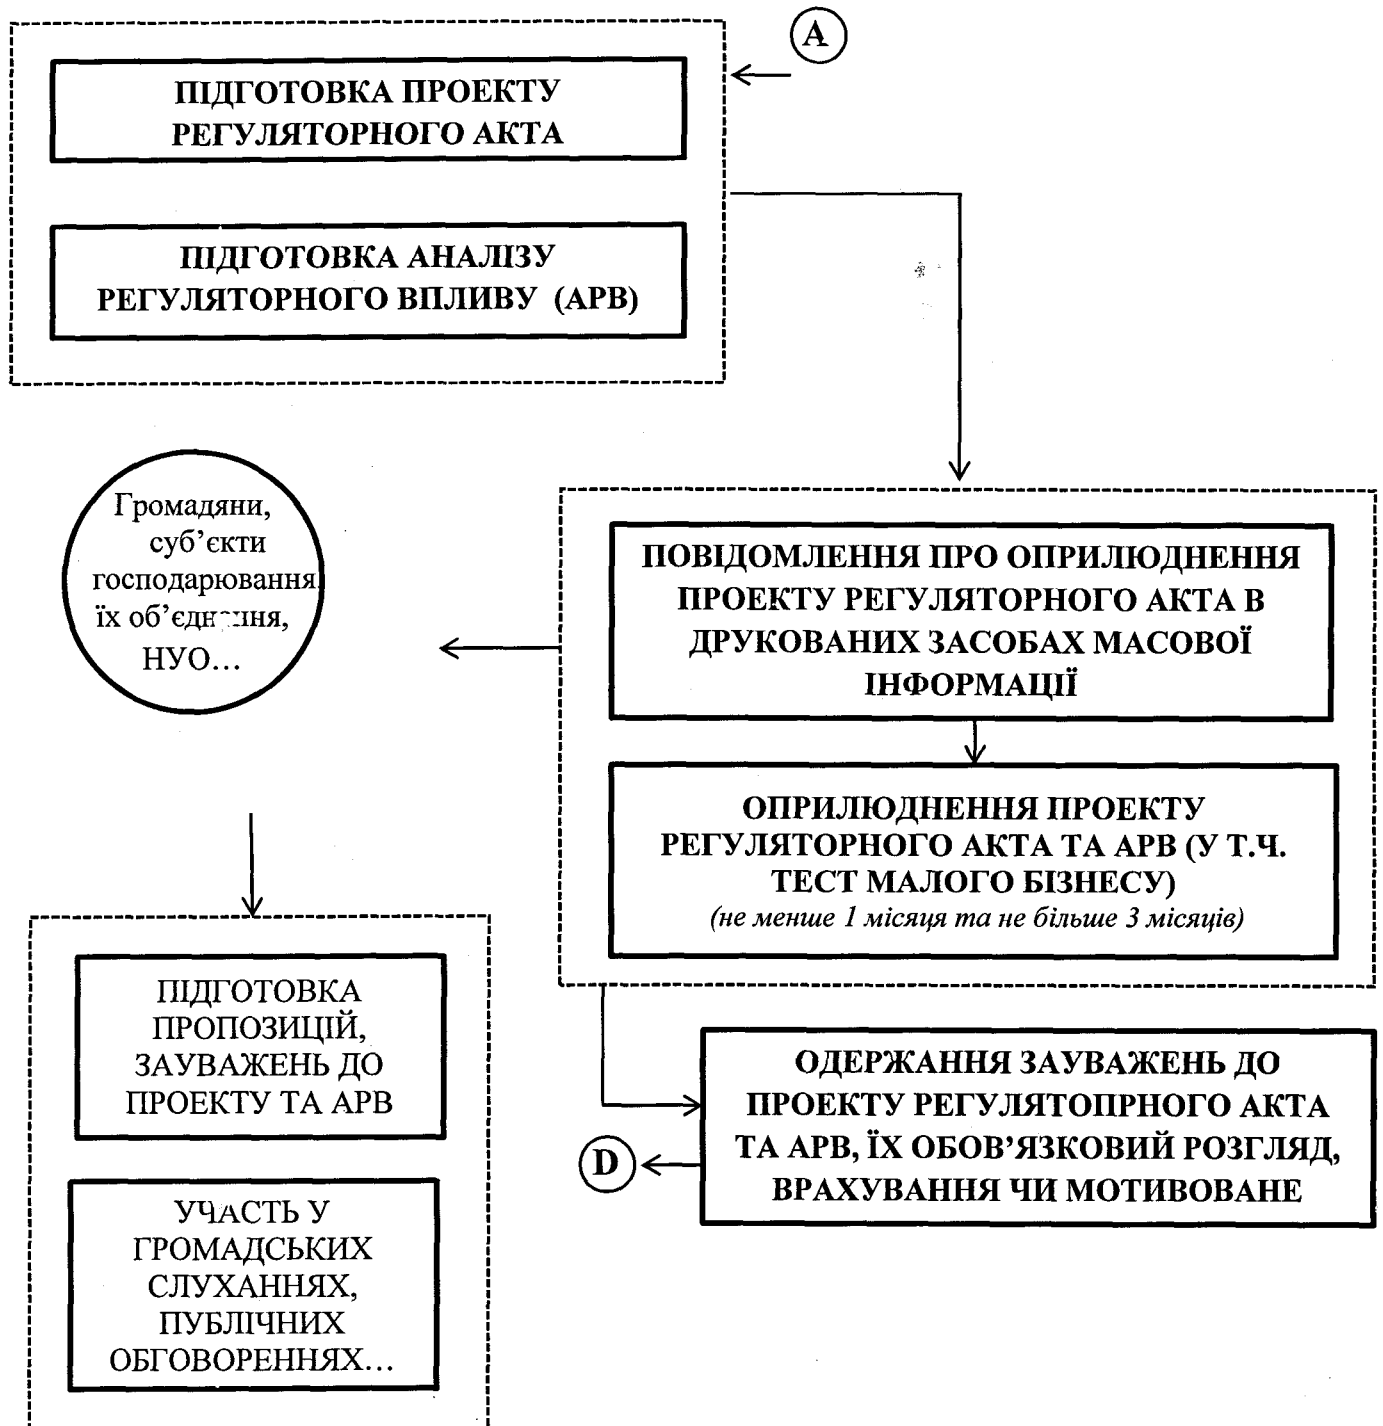 A
ПІДГОТОВКА ПРОЕКТУ
РЕГУЛЯТОРНОГО АКТА
ПІДГОТОВКА АНАЛІЗУ
РЕГУЛЯТОРНОГО ВПЛИВУ (АРВ)
Громадяни,
суб’єкти
господарювання,
їх
НУО…
ПОВІДОМЛЕННЯ ПРО ОПРИЛЮДНЕННЯ
ПРОЕКТУ РЕГУЛЯТОРНОГО АКТА В
ДРУКОВАНИХ ЗАСОБАХ МАСОВОЇ
ІНФОРМАЦІЇ
ОПРИЛЮДНЕННЯ ПРОЕКТУ
РЕГУЛЯТОРНОГО АКТА ТА АРВ (У Т.Ч.
ТЕСТ МАЛОГО БІЗНЕСУ)
(не менше 1 місяця та не більше 3 місяців)
ПІДГОТОВКА
ПРОПОЗИЦІЙ,
ЗАУВАЖЕНЬ ДО
ПРОЕКТУ ТА АРВ
ОДЕРЖАННЯ ЗАУВАЖЕНЬ ДО
ПРОЕКТУ РЕГУЛЯТОПРНОГО АКТА
ТА АРВ, ЇХ ОБОВ’ЯЗКОВИЙ РОЗГЛЯД,
ВРАХУВАННЯ ЧИ МОТИВОВАНЕ
D
УЧАСТЬ У
ГРОМАДСЬКИХ
СЛУХАННЯХ,
ПУБЛІЧНИХ
ОБГОВОРЕННЯХ…